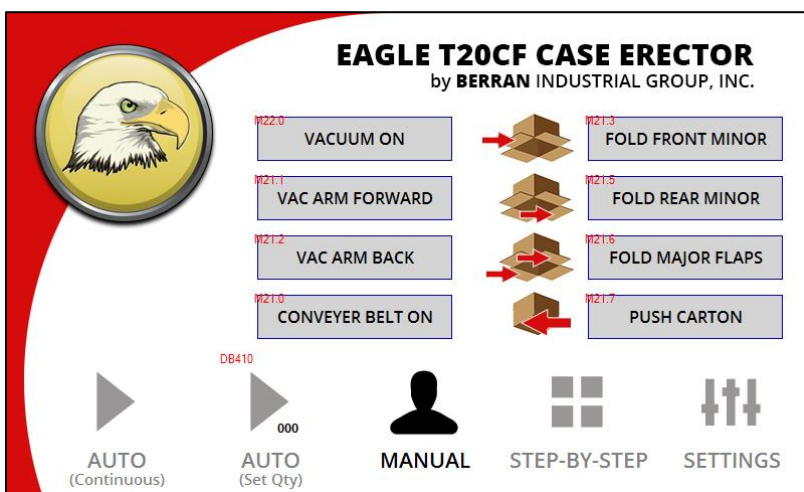 EAGLE T20CF CASE ERECTOR
by BERRAN INDUSTRIAL GROUP, INC.
M22.0
VACUUM ON
M21.3
FOLD FRONT MINOR
M21.1
VAC ARM FORWARD
M21.5
FOLD REAR MINOR
M21.2
VAC ARM BACK
M21.6
FOLD MAJOR FLAPS
M21.0
CONVEYER BELT ON
M21.7
PUSH CARTON
DB410
000
AUTO
(Continuous)
AUTO
(Set Qty)
MANUAL
STEP-BY-STEP
SETTINGS